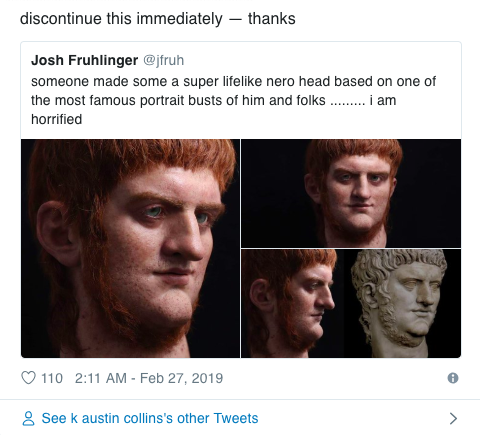 discontinue this immediately — thanks
Josh Fruhlinger @jfruh
someone made some a super lifelike nero head based on one of
the most famous portrait busts of him and folks ......... i am
horrified
110 2:11 AM - Feb 27, 2019
See k austin collins's other Tweets